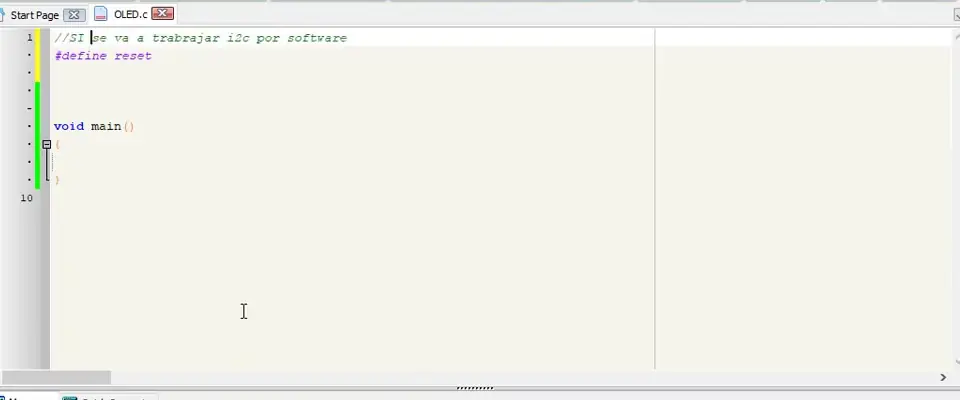 Start Page
OLED.c
1 //SI se va a trabrajar i2c por software
#define reset
void main()
{
}
10